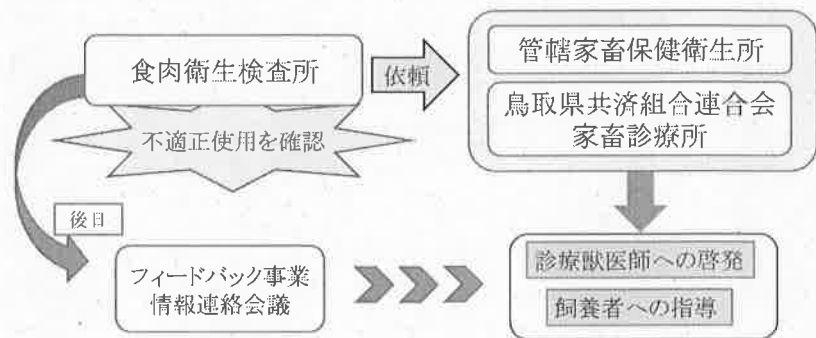 食肉衛生検査所
依頼
管轄家畜保健衛生所
鳥取県共済組合連合会
家畜診療所
不適正使用を確認
後日
フィードバック事業
情報連絡会議
診療獣医師への啓発
飼養者への指導